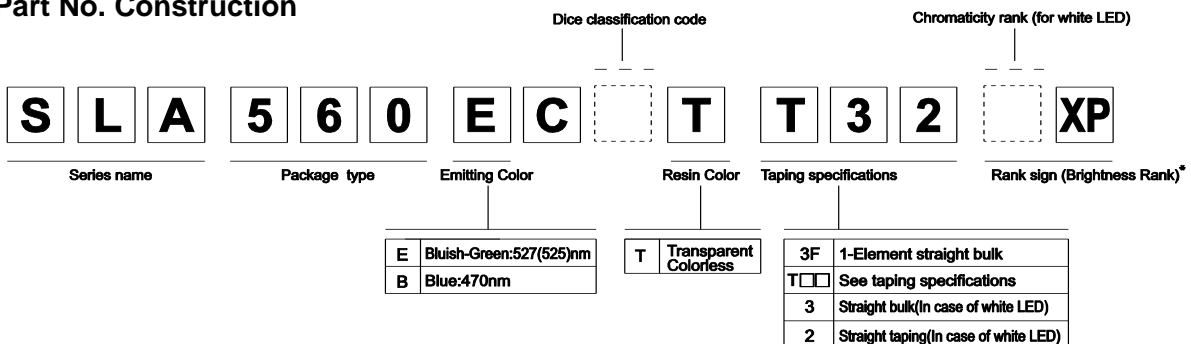 Part No. Construction
Dice classification code
Chromaticity rank (for white LED)
S L A 5 6 0 E C T T 3 2 XP
Series name Package type Emitting Color Resin Color Taping specifications Rank sign (Brightness Rank)*
E Bluish-Green:527(525)nm
B Blue:470nm
T Transparent
Colorless
3F 1-Element straight bulk
T□□ See taping specifications
3 Straight bulk(In case of white LED)
2 Straight taping(In case of white LED)